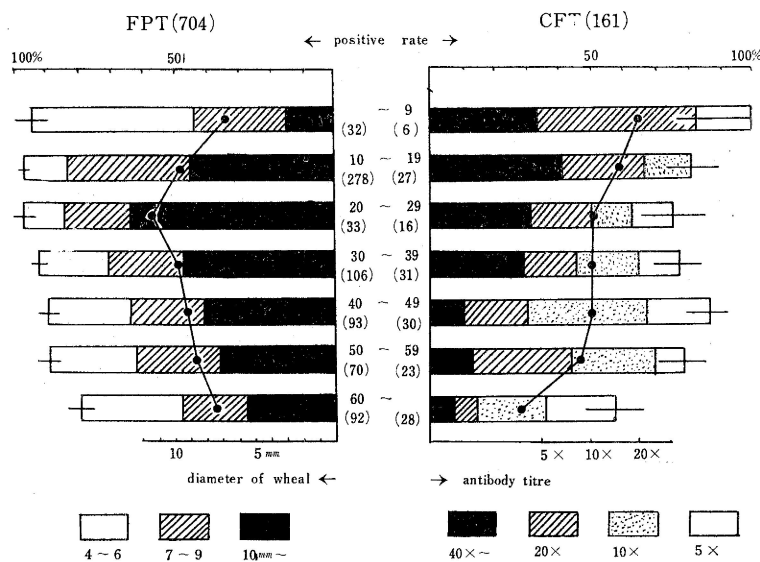 FPT(704)
CFT(161)
← positive rate →
100%
50
50
100%
~ 9
(32) (6)
10 ~ 19
(278) (27)
20 ~ 29
(33) (16)
30 ~ 39
(106) (31)
40 ~ 49
(93) (30)
50 ~ 59
(70) (23)
60 ~
(92) (28)
10 5 mm
5× 10× 20×
diameter of wheal ←
→ antibody titre
4~6 7~9 10mm~
40×~ 20× 10× 5×